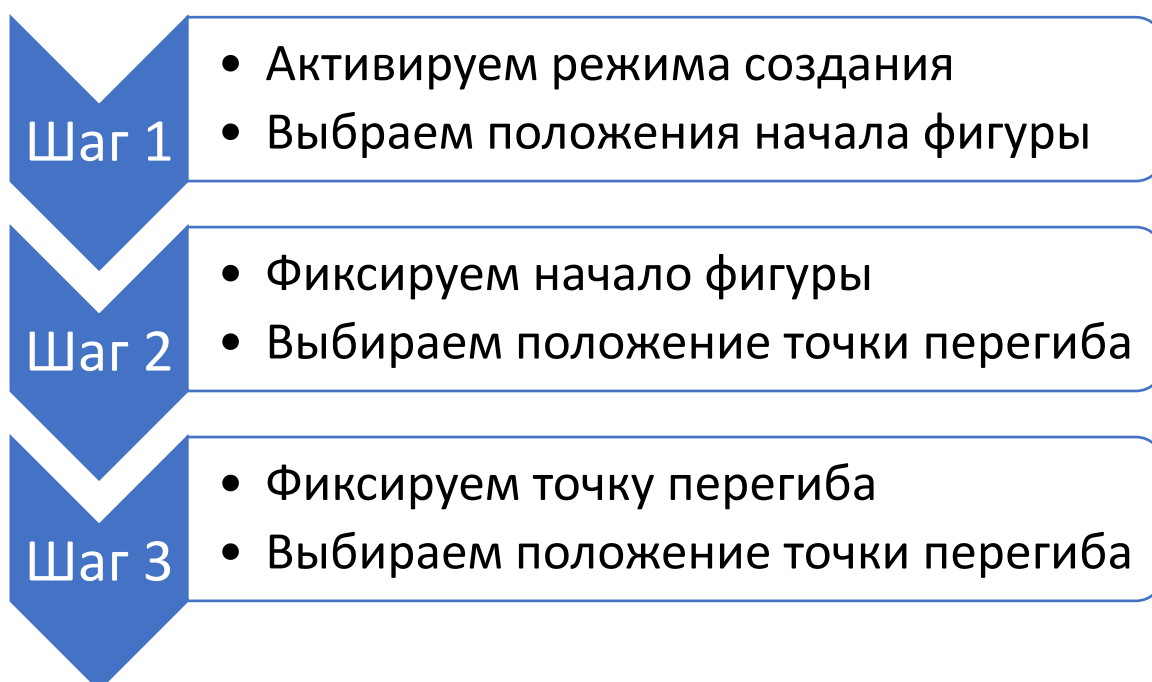 Шаг 1
• Активируем режима создания
• Выбраем положения начала фигуры
Шаг 2
• Фиксируем начало фигуры
• Выбираем положение точки перегиба
Шаг 3
• Фиксируем точку перегиба
• Выбираем положение точки перегиба